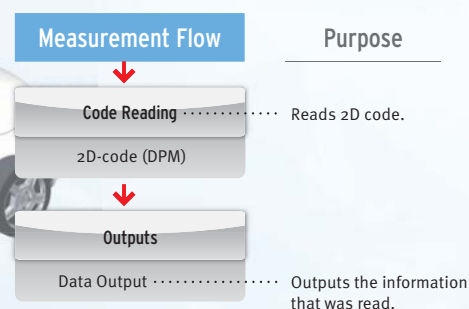 Measurement Flow Purpose
Code Reading Reads 2D code.
2D-code (DPM)
Outputs
Data Output Outputs the information
that was read.